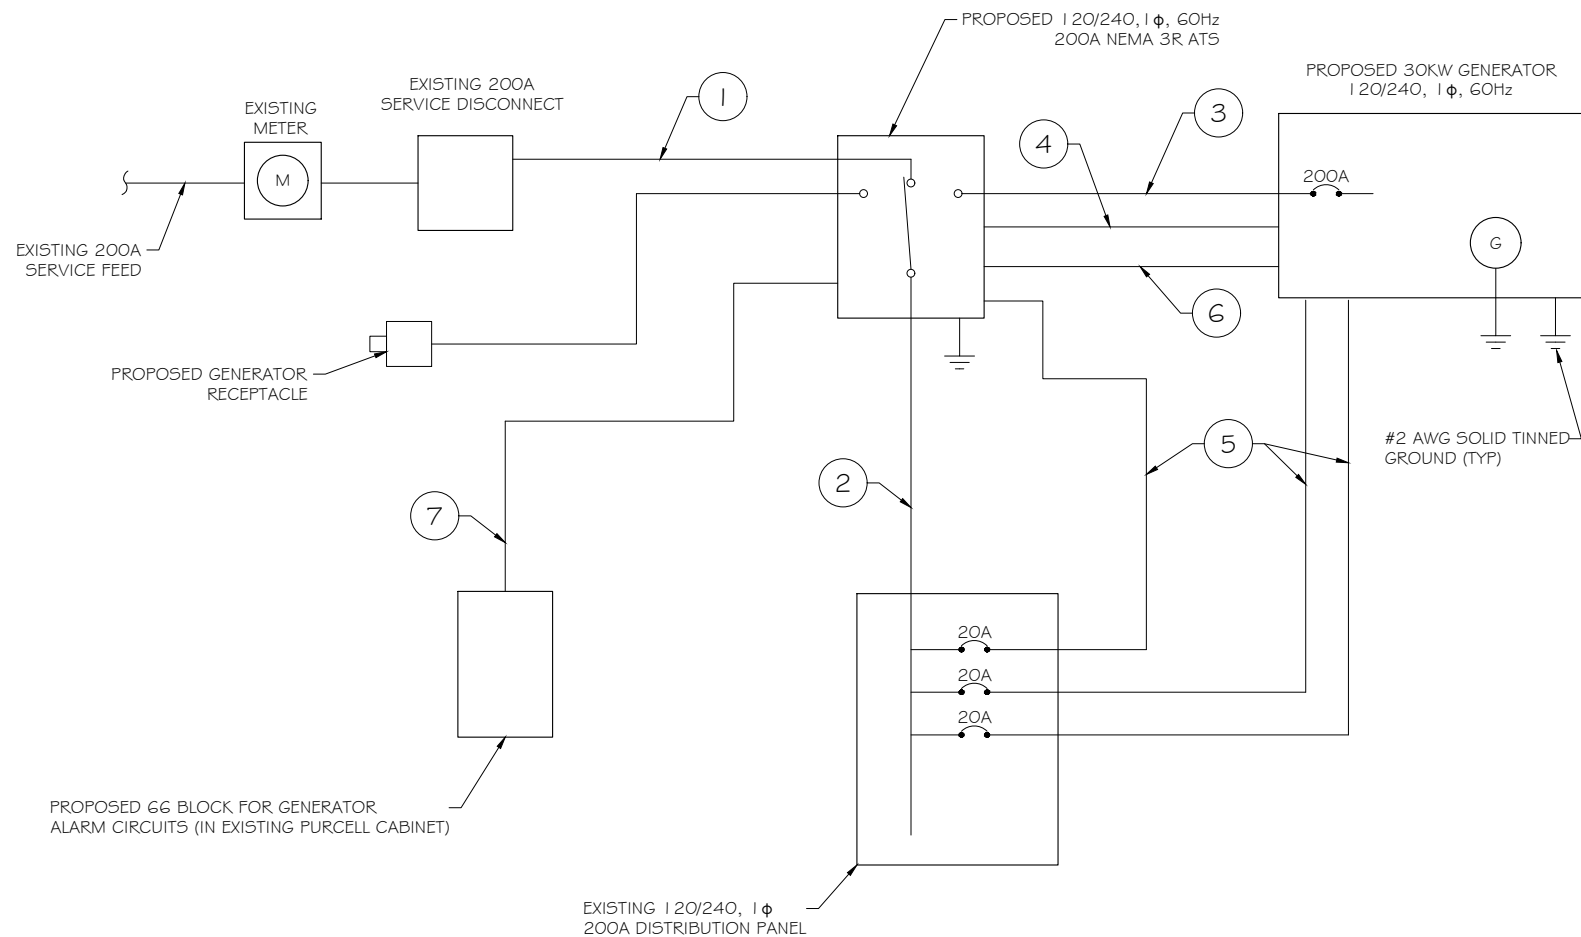 PROPOSED 120/240, 1ϕ, 60Hz
200A NEMA 3R ATS
PROPOSED 30KW GENERATOR
120/240, 1ϕ, 60Hz
EXISTING 200A
SERVICE DISCONNECT
EXISTING
METER
1
3
4
M
200A
G
EXISTING 200A
SERVICE FEED
6
PROPOSED GENERATOR
RECEPTACLE
5
#2 AWG SOLID TINNED
GROUND (TYP)
2
7
20A
20A
20A
PROPOSED 66 BLOCK FOR GENERATOR
ALARM CIRCUITS (IN EXISTING PURCELL CABINET)
EXISTING 120/240, 1ϕ
200A DISTRIBUTION PANEL